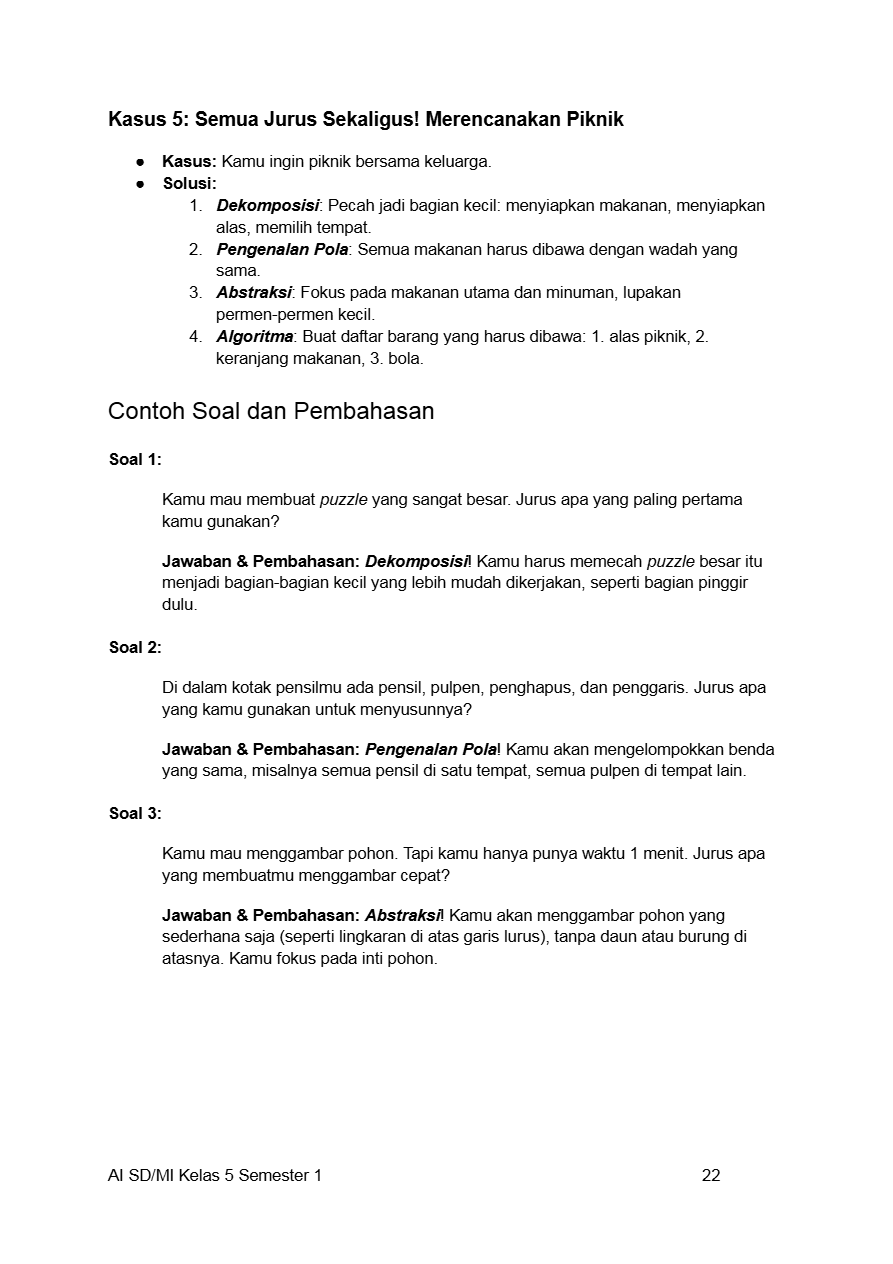 Kasus 5: Semua Jurus Sekaligus! Merencanakan Piknik
● Kasus: Kamu ingin piknik bersama keluarga.
● Solusi:
1. Dekomposisi: Pecah jadi bagian kecil: menyiapkan makanan, menyiapkan
alas, memilih tempat.
2. Pengenalan Pola: Semua makanan harus dibawa dengan wadah yang
sama.
3. Abstraksi: Fokus pada makanan utama dan minuman, lupakan
permen-permen kecil.
4. Algoritma: Buat daftar barang yang harus dibawa: 1. alas piknik, 2.
keranjang makanan, 3. bola.
Contoh Soal dan Pembahasan
Soal 1:
Kamu mau membuat puzzle yang sangat besar. Jurus apa yang paling pertama
kamu gunakan?
Jawaban & Pembahasan: Dekomposisi! Kamu harus memecah puzzle besar itu
menjadi bagian-bagian kecil yang lebih mudah dikerjakan, seperti bagian pinggir
dulu.
Soal 2:
Di dalam kotak pensilmu ada pensil, pulpen, penghapus, dan penggaris. Jurus apa
yang kamu gunakan untuk menyusunnya?
Jawaban & Pembahasan: Pengenalan Pola! Kamu akan mengelompokkan benda
yang sama, misalnya semua pensil di satu tempat, semua pulpen di tempat lain.
Soal 3:
Kamu mau menggambar pohon. Tapi kamu hanya punya waktu 1 menit. Jurus apa
yang membuatmu menggambar cepat?
Jawaban & Pembahasan: Abstraksi! Kamu akan menggambar pohon yang
sederhana saja (seperti lingkaran di atas garis lurus), tanpa daun atau burung di
atasnya. Kamu fokus pada inti pohon.
AI SD/MI Kelas 5 Semester 1 22